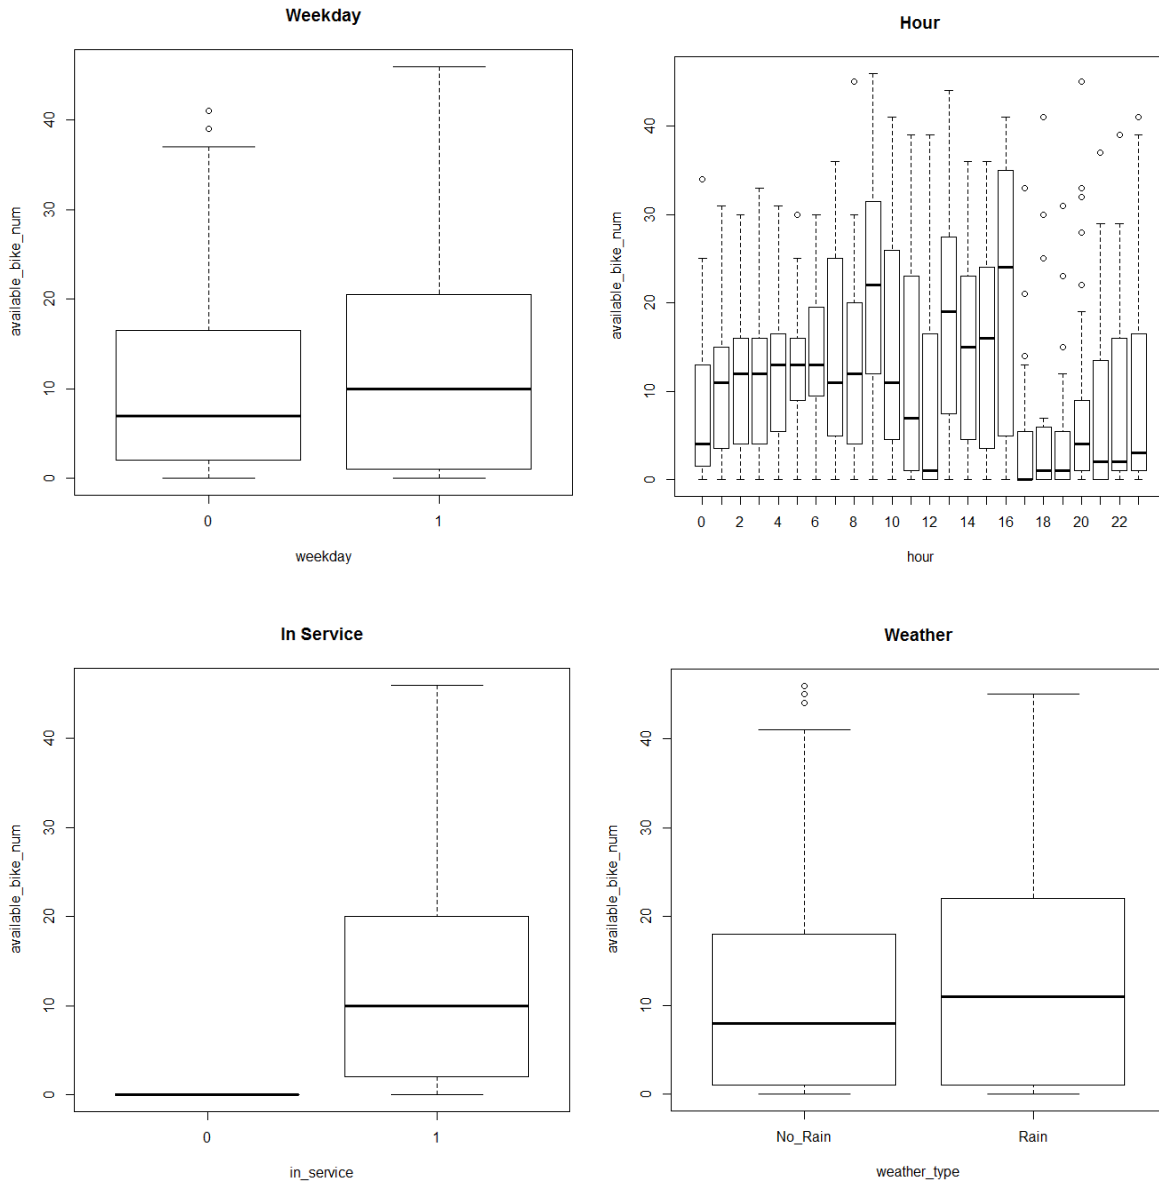 Weekday
available_bike_num
0 10 20 30 40
0 1
weekday
Hour
available_bike_num
0 10 20 30 40
0 2 4 6 8 10 12 14 16 18 20 22
hour
In Service
available_bike_num
0 10 20 30 40
0 1
in_service
Weather
available_bike_num
0 10 20 30 40
No_Rain Rain
weather_type